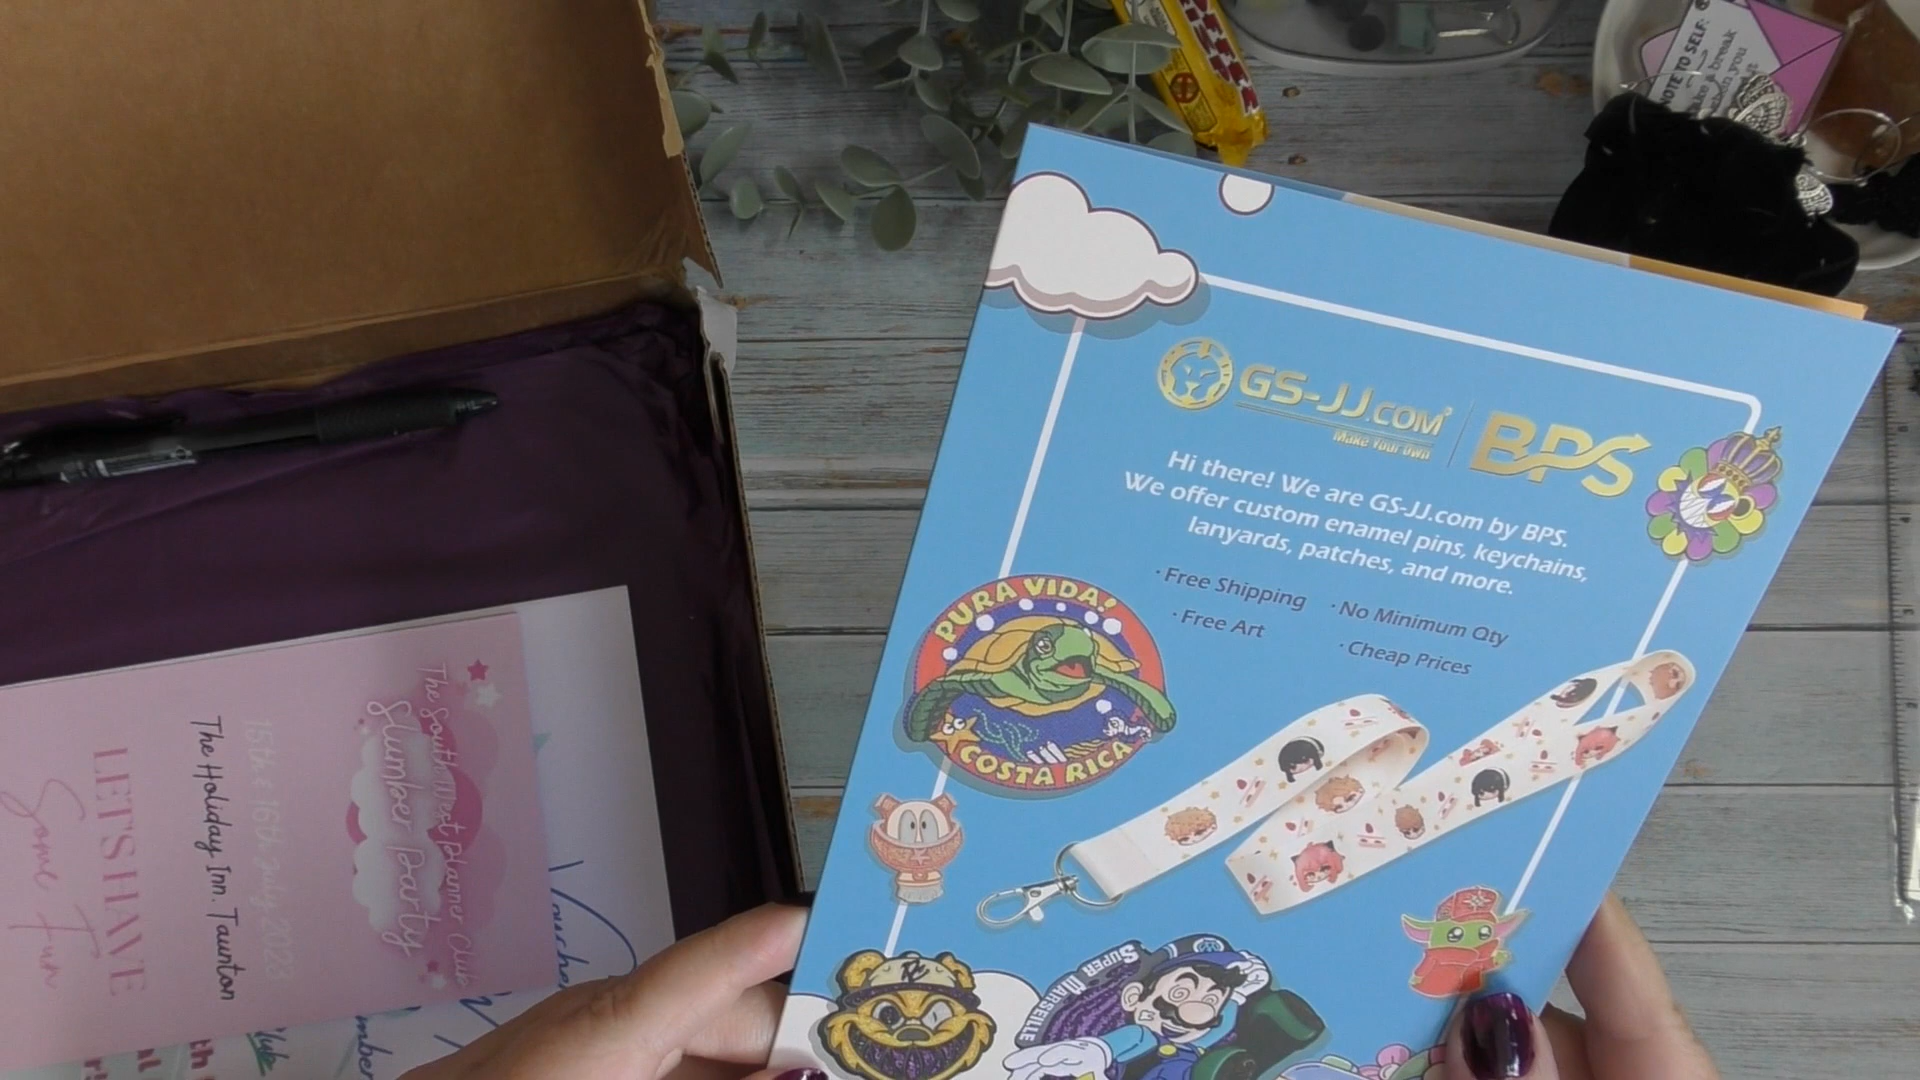 GS-JJ.COM
Make Your Own
BPS
Hi there! We are GS-JJ.com by BPS.
We offer custom enamel pins, keychains,
lanyards, patches, and more.
· Free Shipping
· No Minimum Qty
· Free Art
· Cheap Prices
PURA VIDA!
COSTA RICA
SUPER MARSEILLE
NOTE TO SELF:
a break
you
The South West Planner Club
Slumber Party
15th & 16th July 2023
The Holiday Inn. Taunton
LET'S HAVE
Some Fun